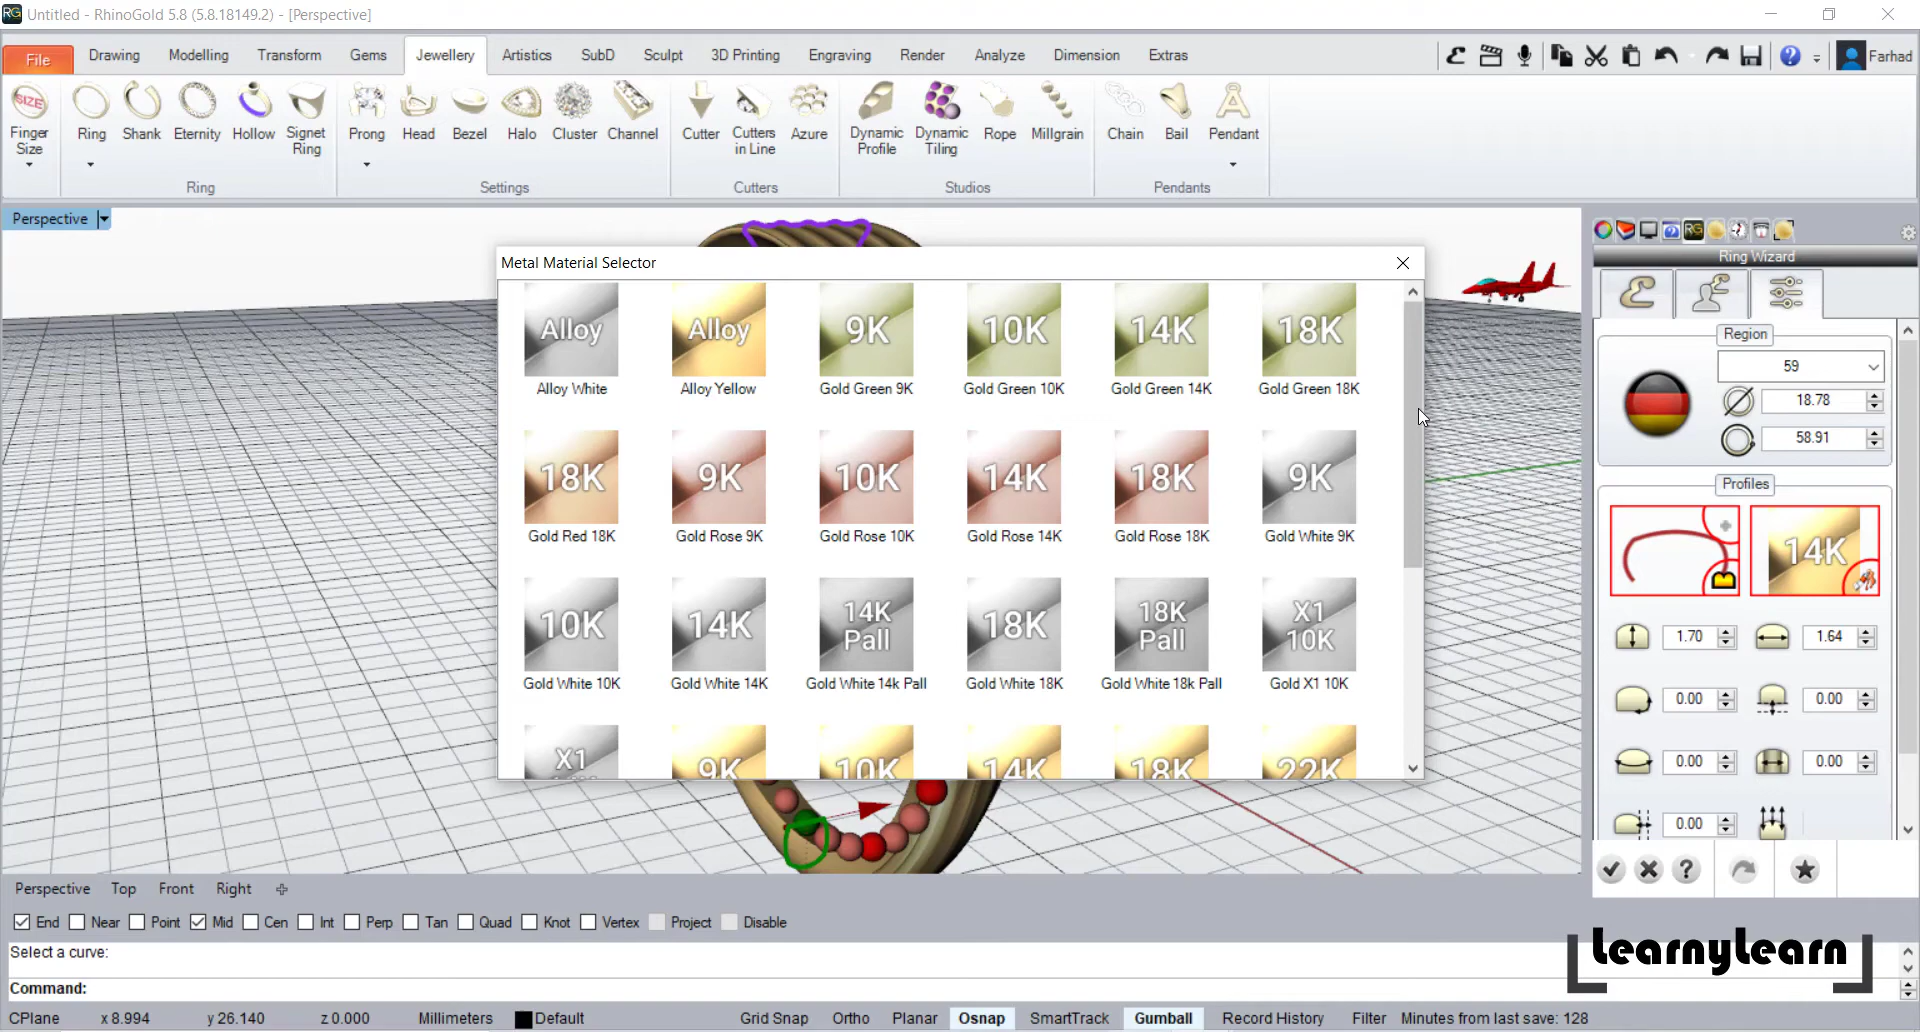 RG Untitled - RhinoGold 5.8 (5.8.18149.2) - [Perspective]
File Drawing Modelling Transform Gems Jewellery Artistics SubD Sculpt 3D Printing Engraving Render Analyze Dimension Extras Farhad
SIZE
Finger Size Ring Shank Eternity Hollow Signet Ring Prong Head Bezel Halo Cluster Channel Cutter Cutters in Line Azure Dynamic Profile Dynamic Tiling Rope Millgrain Chain Bail Pendant
Ring Settings Cutters Studios Pendants
Perspective
RG
Ring Wizard
Metal Material Selector
Alloy Alloy 9K 10K 14K 18K
Alloy White Alloy Yellow Gold Green 9K Gold Green 10K Gold Green 14K Gold Green 18K
18K 9K 10K 14K 18K 9K
Gold Red 18K Gold Rose 9K Gold Rose 10K Gold Rose 14K Gold Rose 18K Gold White 9K
10K 14K 14K Pall 18K 18K Pall X1 10K
Gold White 10K Gold White 14K Gold White 14k Pall Gold White 18K Gold White 18k Pall Gold X1 10K
X1 9K 10K 14K 18K 22K
Region
59
18.78
58.91
Profiles
14K
1.70 1.64
0.00 0.00
0.00 0.00
0.00
Perspective Top Front Right
End Near Point Mid Cen Int Perp Tan Quad Knot Vertex Project Disable
Select a curve:
Command:
LearnyLearn
CPlane x 8.994 y 26.140 z 0.000 Millimeters Default Grid Snap Ortho Planar Osnap SmartTrack Gumball Record History Filter Minutes from last save: 128